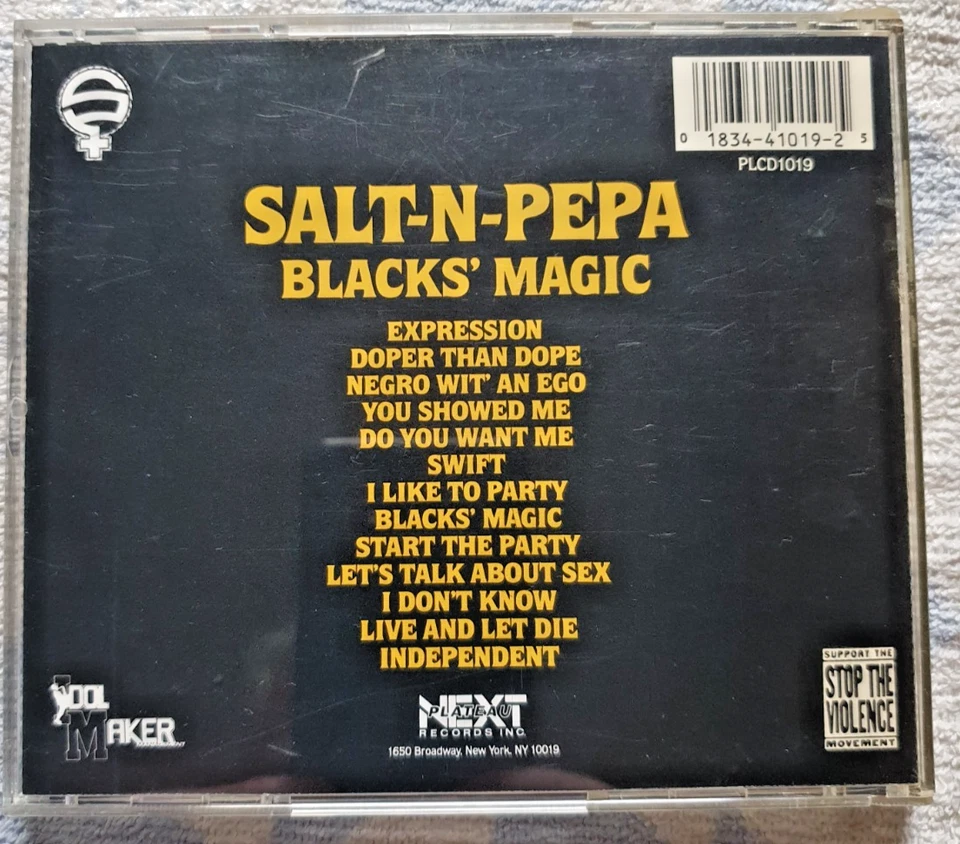 0 1834-41019-2 5
PLCD1019
SALT-N-PEPA
BLACKS' MAGIC
EXPRESSION
DOPER THAN DOPE
NEGRO WIT' AN EGO
YOU SHOWED ME
DO YOU WANT ME
SWIFT
I LIKE TO PARTY
BLACKS' MAGIC
START THE PARTY
LET'S TALK ABOUT SEX
I DON'T KNOW
LIVE AND LET DIE
INDEPENDENT
IDOL
MAKER
NEXT
PLATEAU
RECORDS INC.
1650 Broadway, New York, NY 10019
SUPPORT THE
STOP THE
VIOLENCE
MOVEMENT